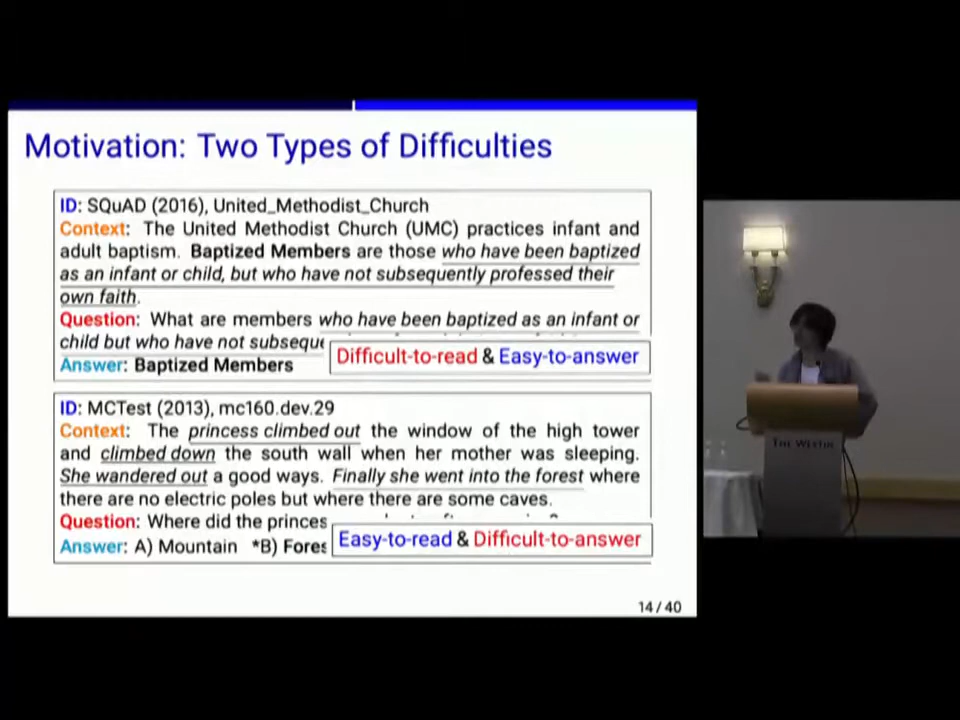 Motivation: Two Types of Difficulties
ID: SQuAD (2016), United_Methodist_Church
Context: The United Methodist Church (UMC) practices infant and
adult baptism. Baptized Members are those who have been baptized
as an infant or child, but who have not subsequently professed their
own faith.
Question: What are members who have been baptized as an infant or
child but who have not subseque
Answer: Baptized Members
Difficult-to-read & Easy-to-answer
ID: MCTest (2013), mc160.dev.29
Context: The princess climbed out the window of the high tower
and climbed down the south wall when her mother was sleeping.
She wandered out a good ways. Finally she went into the forest where
there are no electric poles but where there are some caves.
Question: Where did the princes
Answer: A) Mountain *B) Fores
Easy-to-read & Difficult-to-answer
14 / 40
THE WESTIN